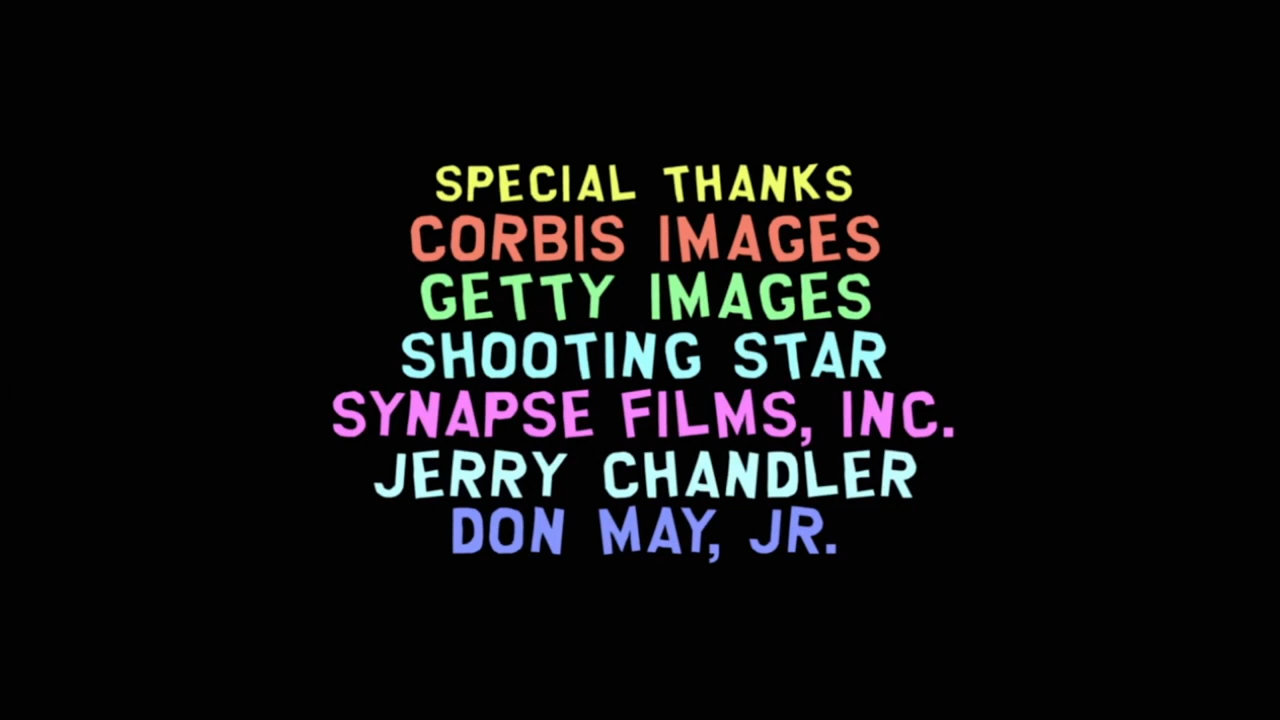 SPECIAL THANKS
CORBIS IMAGES
GETTY IMAGES
SHOOTING STAR
SYNAPSE FILMS, INC.
JERRY CHANDLER
DON MAY, JR.